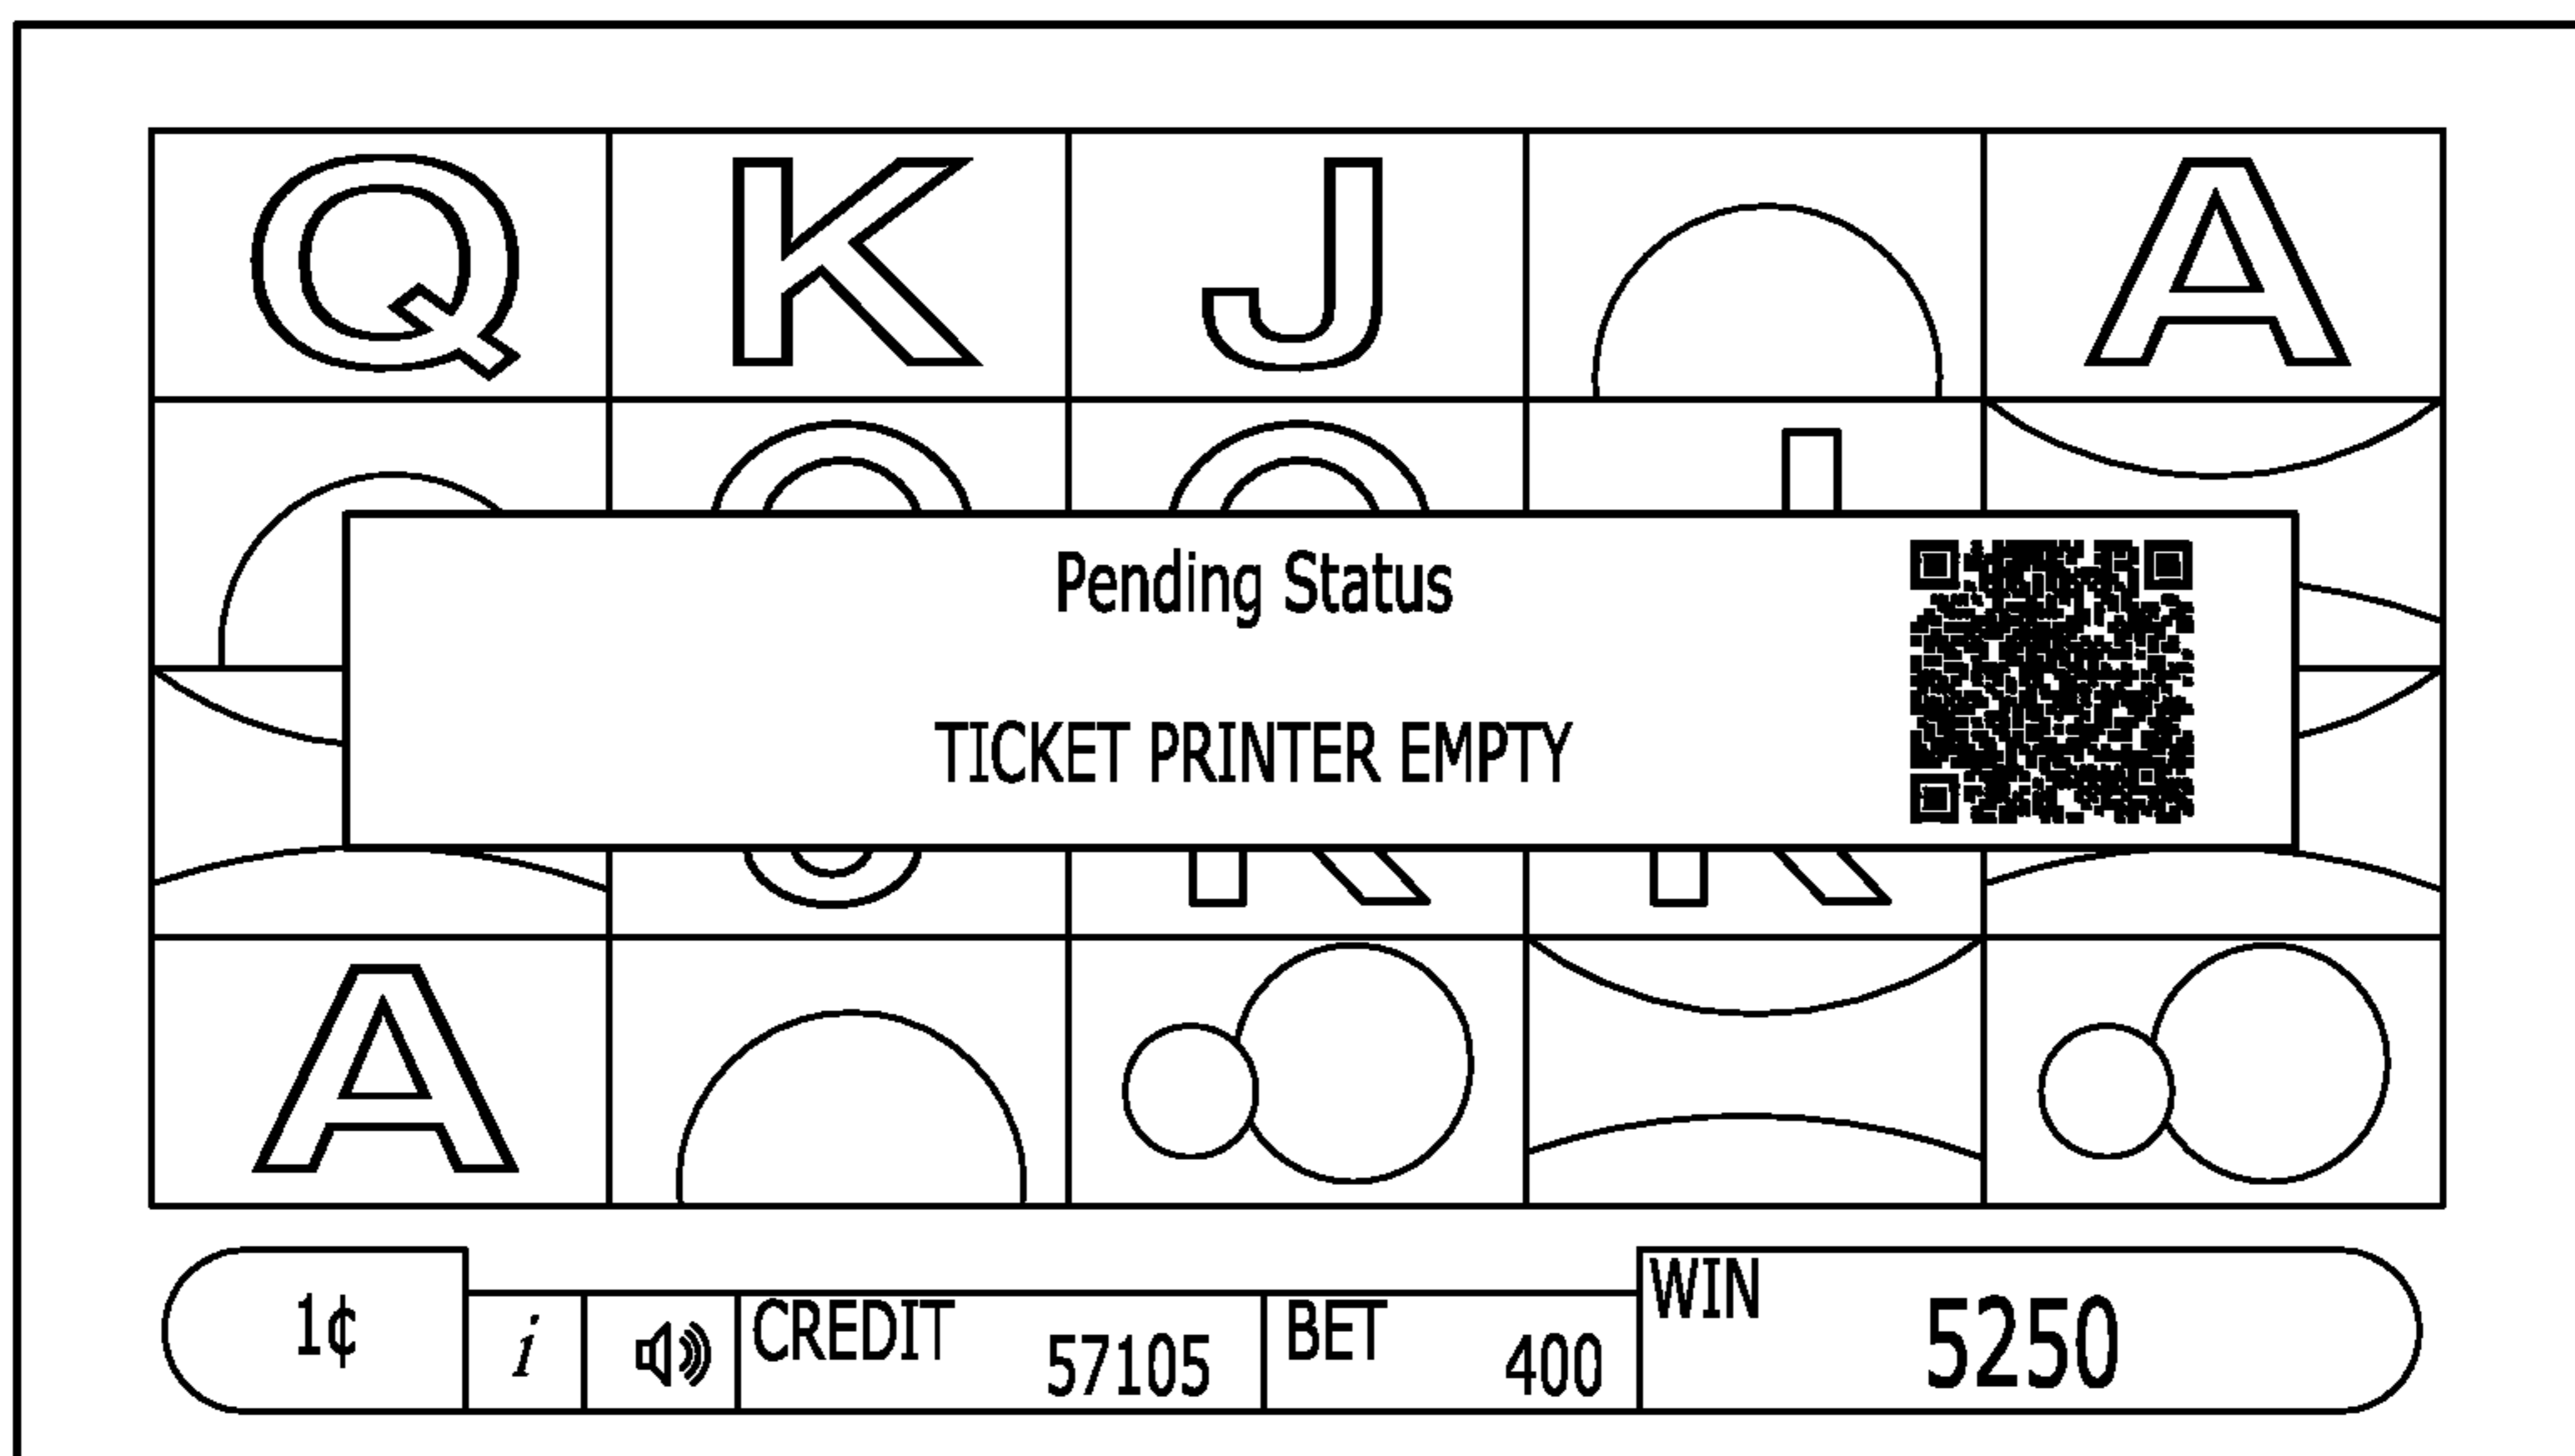 Q K J A
Pending Status
TICKET PRINTER EMPTY
A
1¢
i
CREDIT 57105
BET 400
WIN 5250